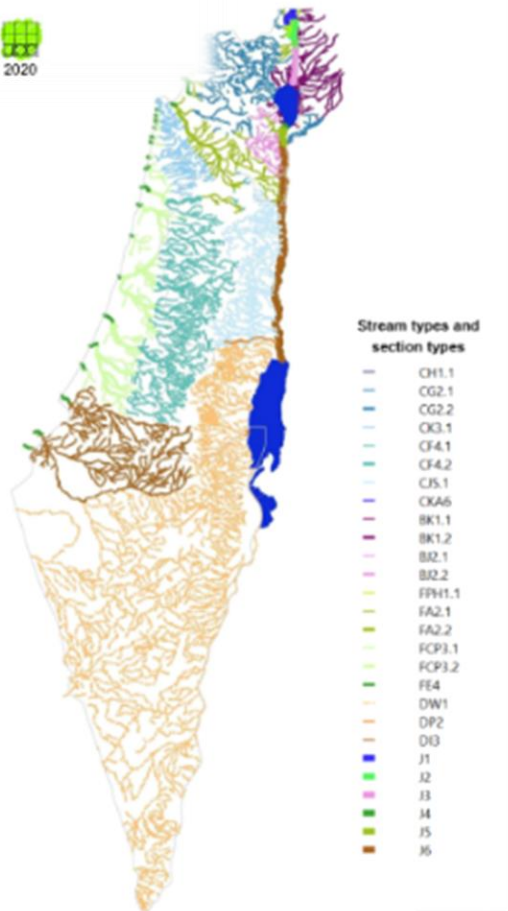 2020
Stream types and
section types
CH1.1
CG2.1
CG2.2
CK3.1
CF4.1
CF4.2
CJ5.1
CKA6
BK1.1
BK1.2
BJ2.1
BJ2.2
FPH1.1
FA2.1
FA2.2
FCP3.1
FCP3.2
FE4
DW1
DP2
DI3
J1
J2
J3
J4
J5
J6